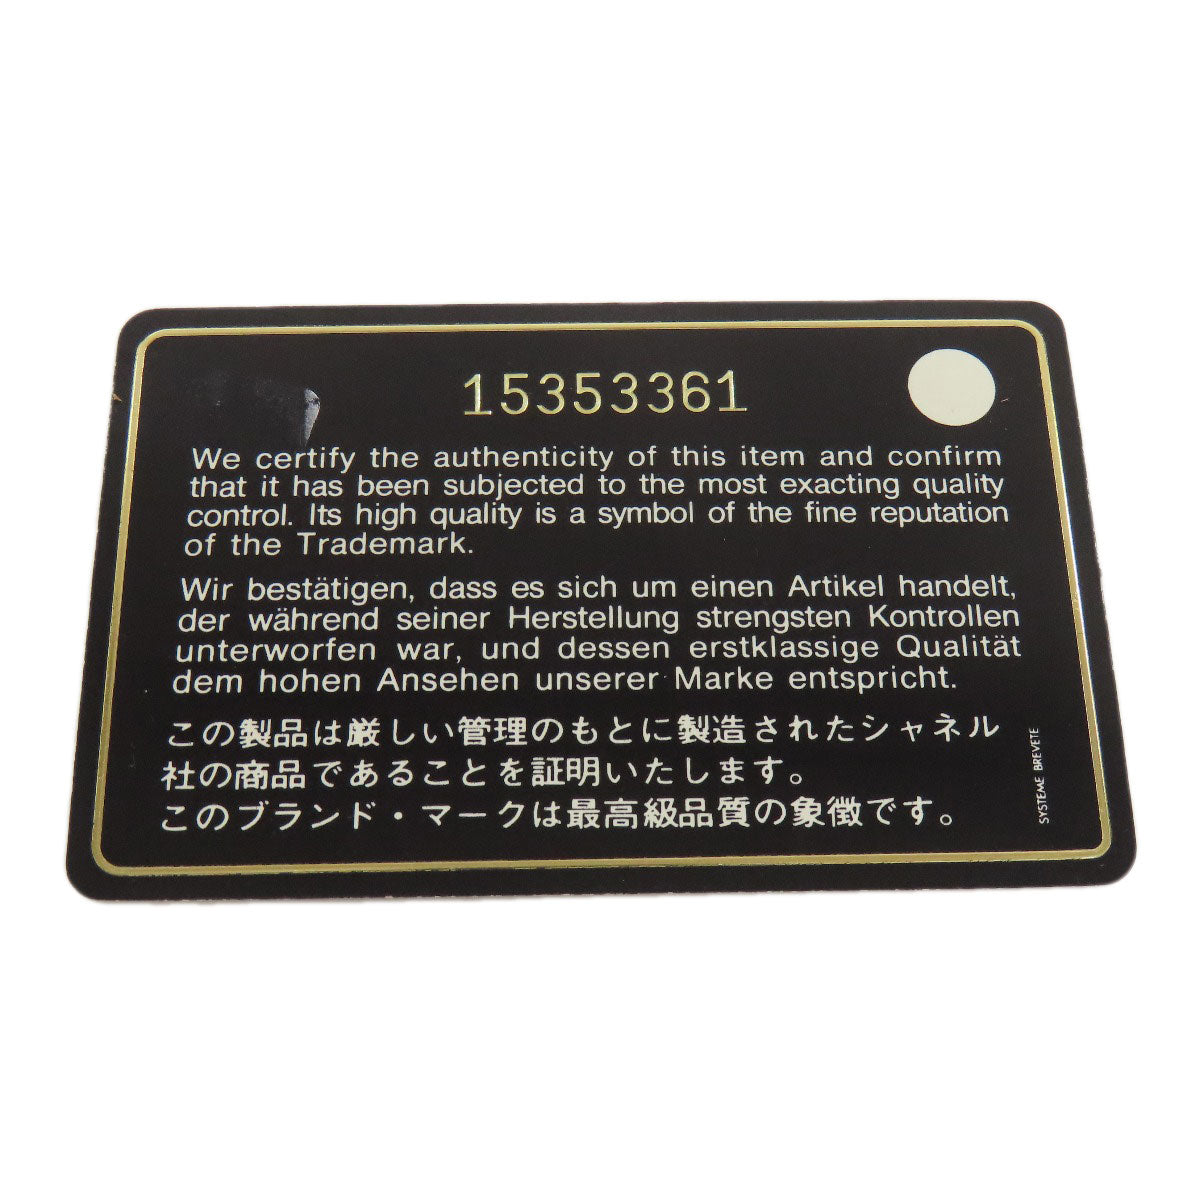 15353361
We certify the authenticity of this item and confirm
that it has been subjected to the most exacting quality
control. Its high quality is a symbol of the fine reputation
of the Trademark.
Wir bestätigen, dass es sich um einen Artikel handelt,
der während seiner Herstellung strengsten Kontrollen
unterworfen war, und dessen erstklassige Qualität
dem hohen Ansehen unserer Marke entspricht.
この製品は厳しい管理のもとに製造されたシャネル
社の商品であることを証明いたします。
このブランド・マークは最高級品質の象徴です。
SYSTEME BREVETE